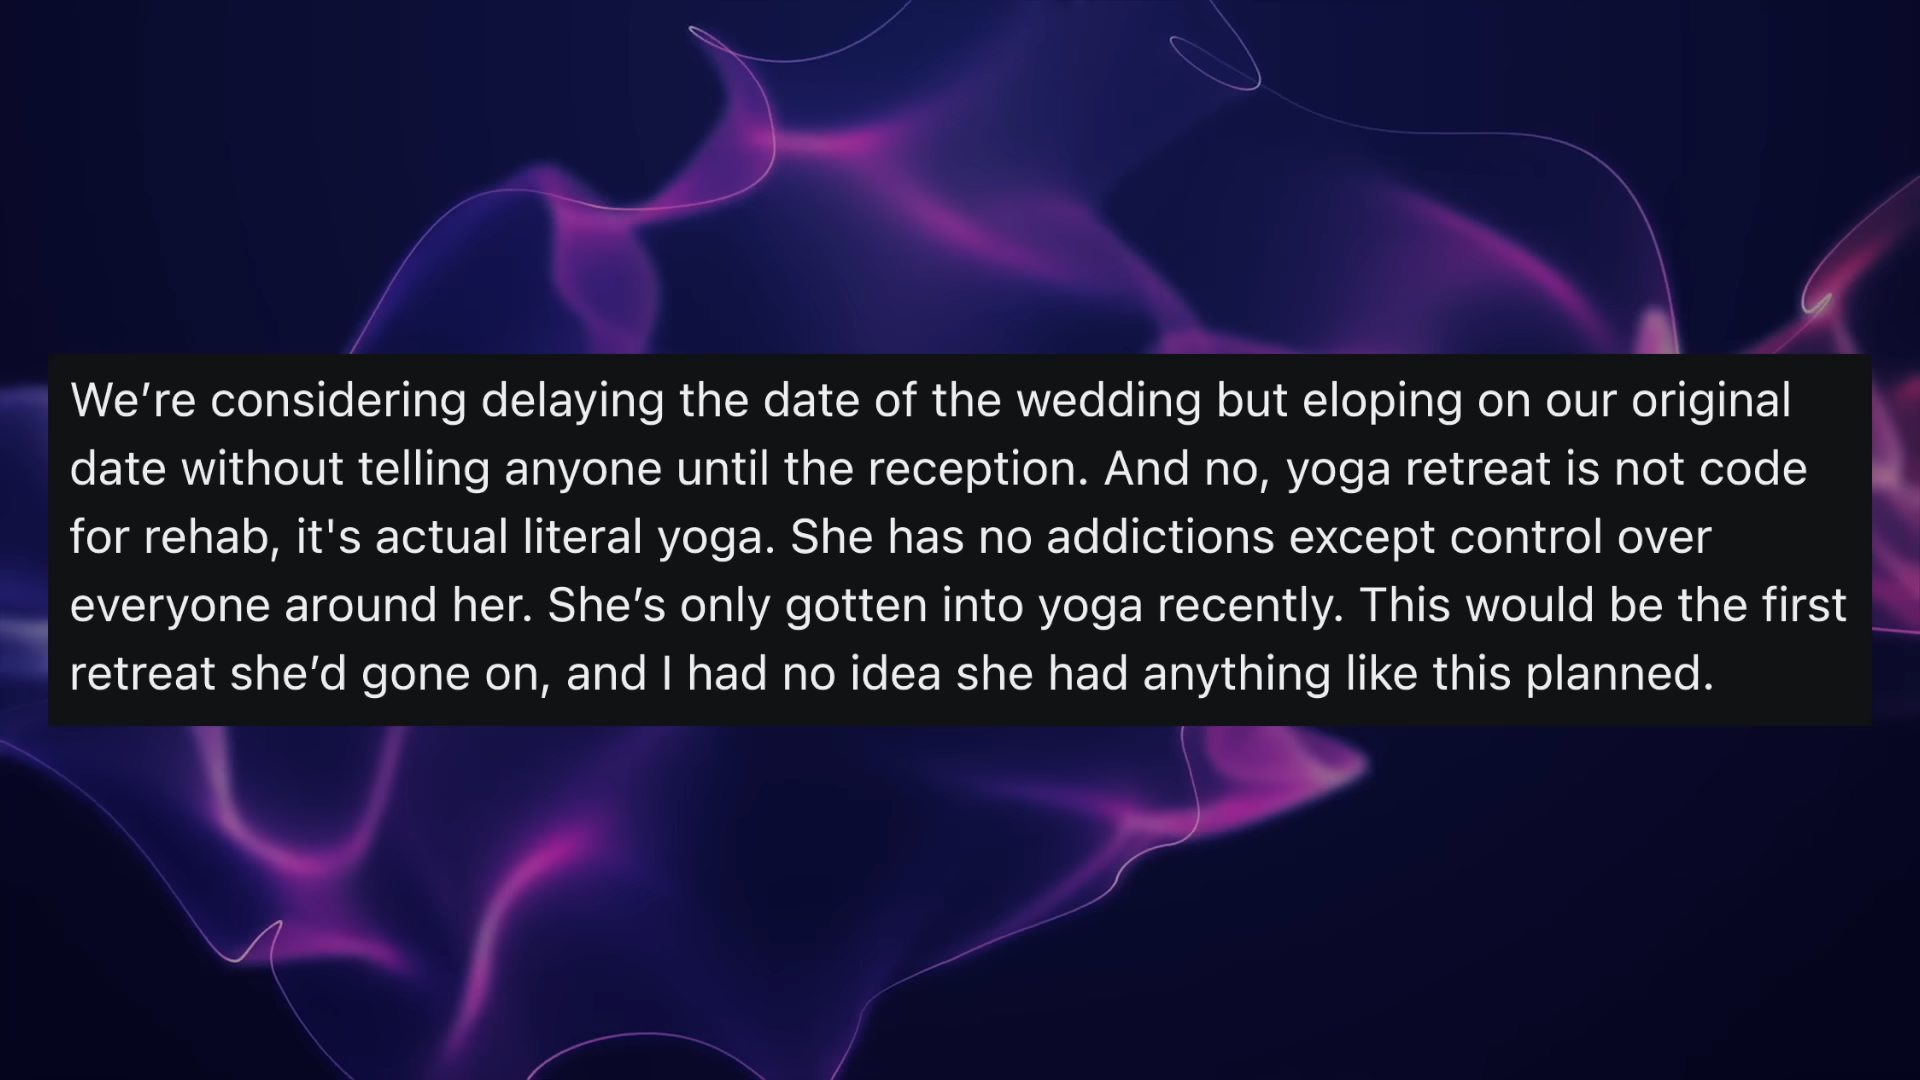 We’re considering delaying the date of the wedding but eloping on our original
date without telling anyone until the reception. And no, yoga retreat is not code
for rehab, it's actual literal yoga. She has no addictions except control over
everyone around her. She’s only gotten into yoga recently. This would be the first
retreat she’d gone on, and I had no idea she had anything like this planned.